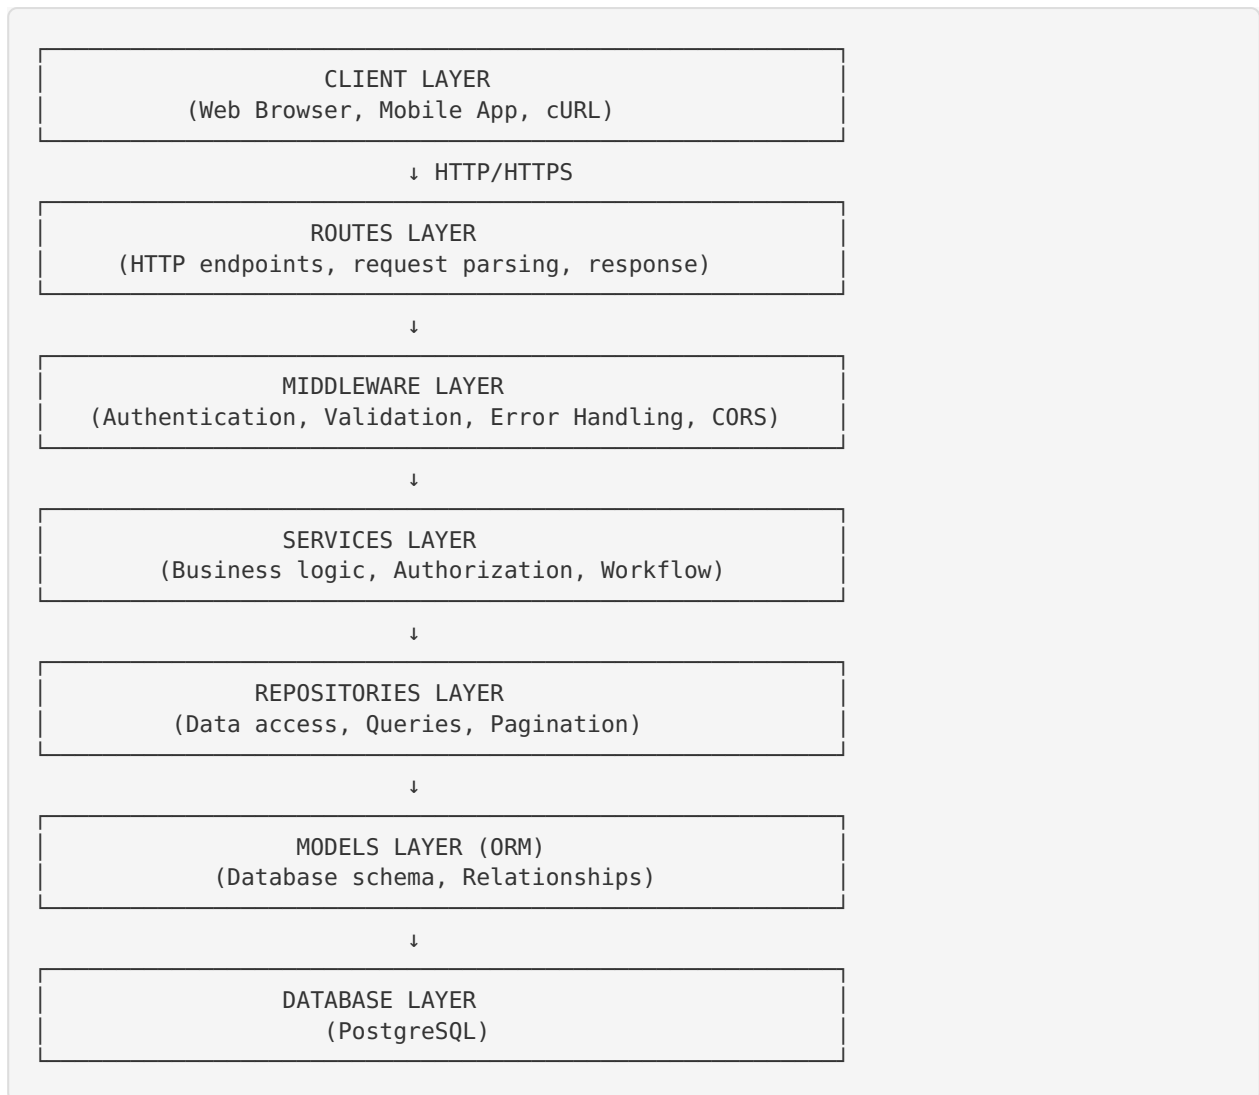 CLIENT LAYER
(Web Browser, Mobile App, cURL)
↓ HTTP/HTTPS
ROUTES LAYER
(HTTP endpoints, request parsing, response)
↓
MIDDLEWARE LAYER
(Authentication, Validation, Error Handling, CORS)
↓
SERVICES LAYER
(Business logic, Authorization, Workflow)
↓
REPOSITORIES LAYER
(Data access, Queries, Pagination)
↓
MODELS LAYER (ORM)
(Database schema, Relationships)
↓
DATABASE LAYER
(PostgreSQL)